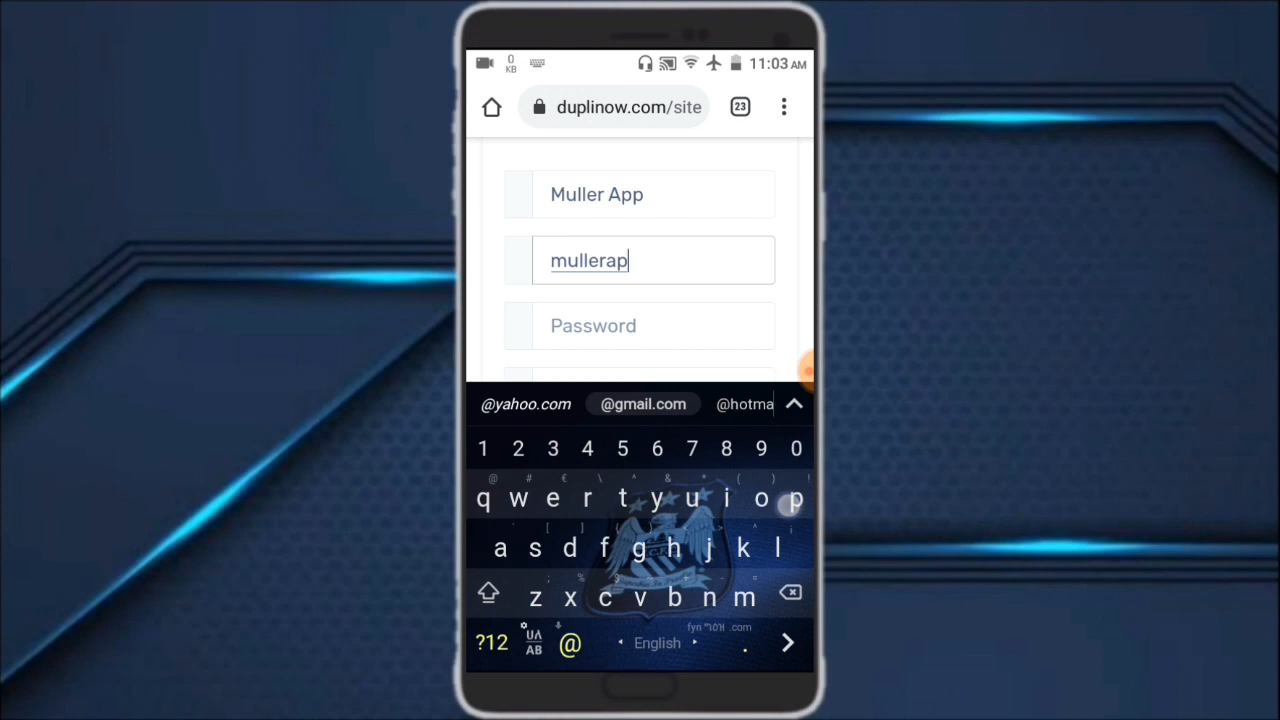 0
KB
11:03 AM
duplinow.com/site
23
Muller App
mullerap
Password
@yahoo.com @gmail.com @hotma
1 2 3 4 5 6 7 8 9 0
@ # € \ ^ & * ( ) !
q w e r t y u i o p
a s d f g h j k l
z x c v b n m
?12 @ English .
.com